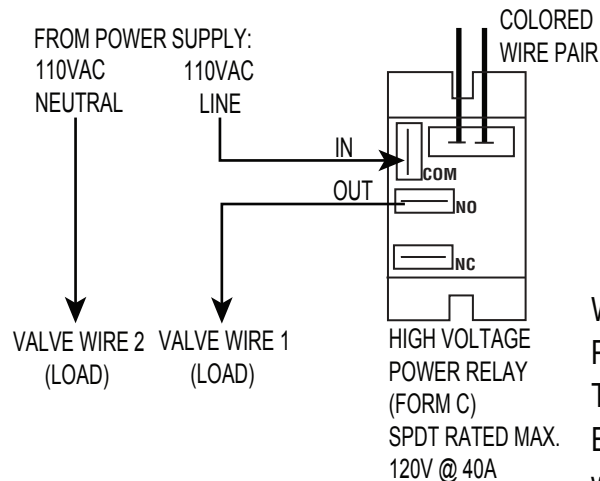 FROM POWER SUPPLY:
110VAC
NEUTRAL
110VAC
LINE
COLORED
WIRE PAIR
IN
COM
OUT
NO
NC
VALVE WIRE 2
(LOAD)
VALVE WIRE 1
(LOAD)
HIGH VOLTAGE
POWER RELAY
(FORM C)
SPDT RATED MAX.
120V @ 40A